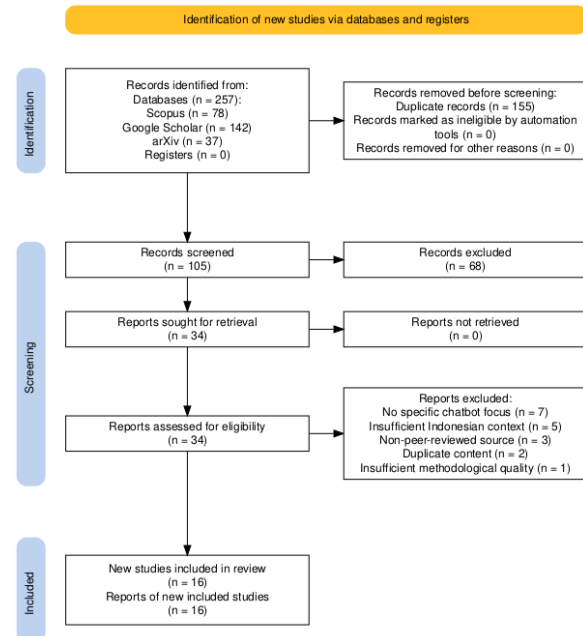 Identification of new studies via databases and registers
Identification
Records identified from:
Databases (n = 257):
Scopus (n = 78)
Google Scholar (n = 142)
arXiv (n = 37)
Registers (n = 0)
Records removed before screening:
Duplicate records (n = 155)
Records marked as ineligible by automation
tools (n = 0)
Records removed for other reasons (n = 0)
Screening
Records screened
(n = 105)
Records excluded
(n = 68)
Reports sought for retrieval
(n = 34)
Reports not retrieved
(n = 0)
Reports assessed for eligibility
(n = 34)
Reports excluded:
No specific chatbot focus (n = 7)
Insufficient Indonesian context (n = 5)
Non-peer-reviewed source (n = 3)
Duplicate content (n = 2)
Insufficient methodological quality (n = 1)
Included
New studies included in review
(n = 16)
Reports of new included studies
(n = 16)